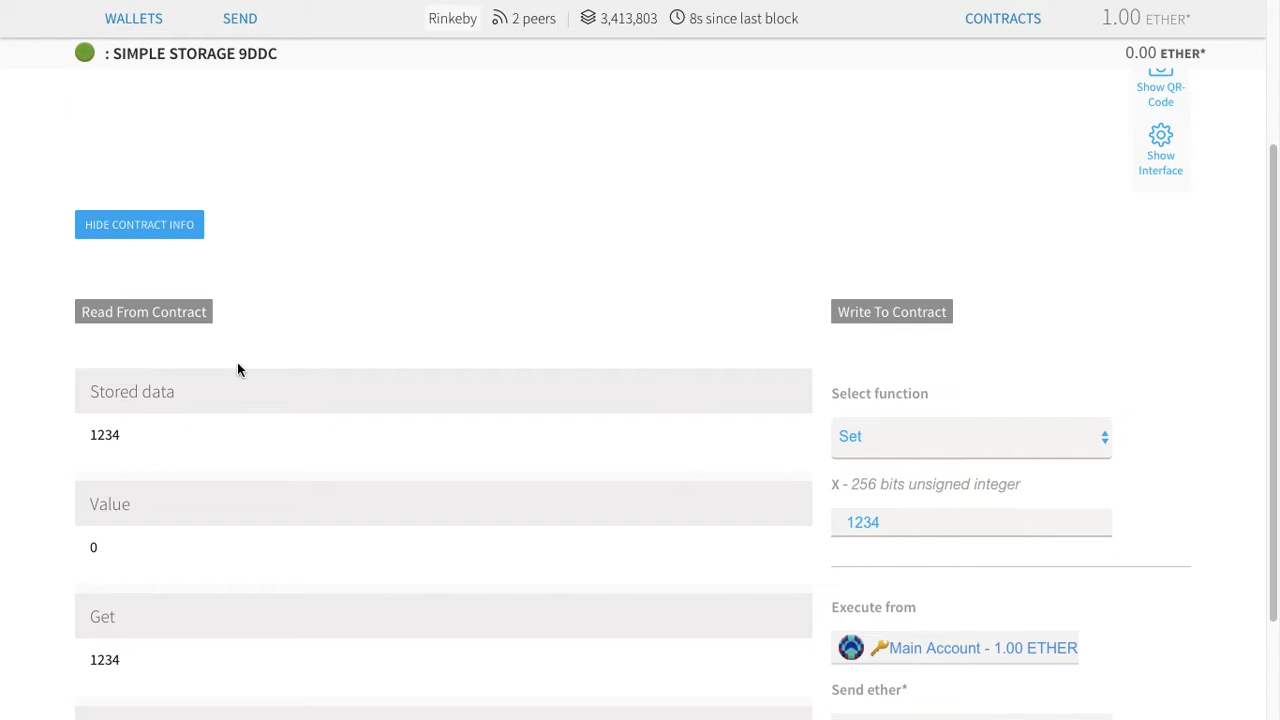 WALLETS SEND Rinkeby 2 peers 3,413,803 8s since last block CONTRACTS 1.00 ETHER*
: SIMPLE STORAGE 9DDC 0.00 ETHER*
Show QR-
Code
Show
Interface
HIDE CONTRACT INFO
Read From Contract
Stored data
1234
Value
0
Get
1234
Write To Contract
Select function
Set
X - 256 bits unsigned integer
1234
Execute from
Main Account - 1.00 ETHER
Send ether*